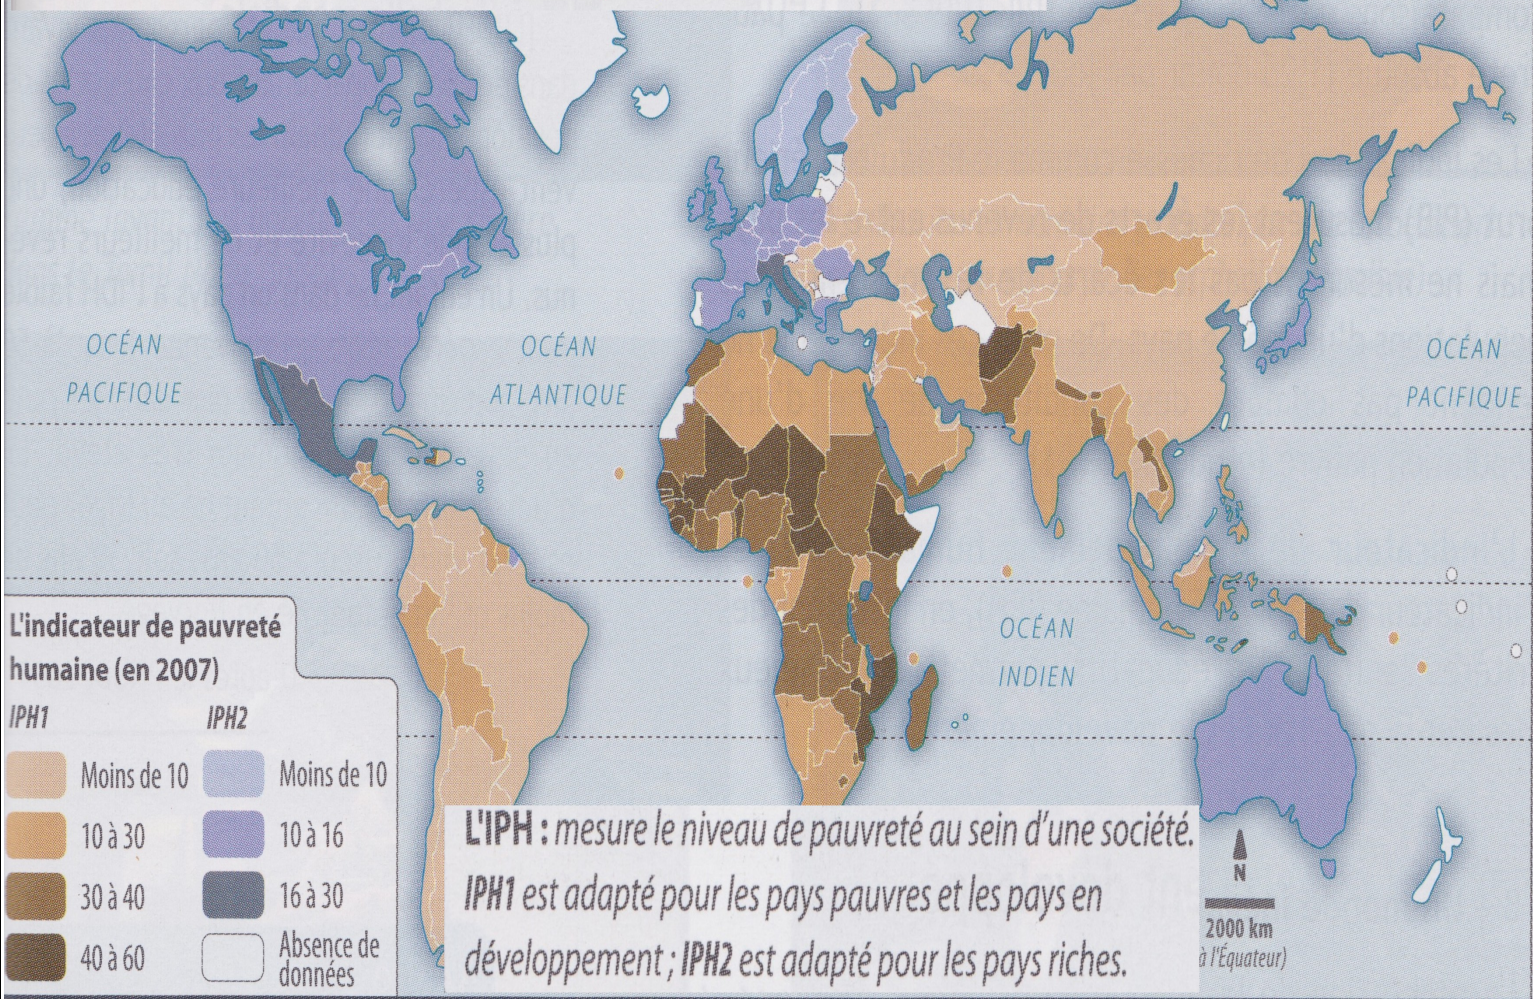 OCÉAN
PACIFIQUE
OCÉAN
ATLANTIQUE
OCÉAN
PACIFIQUE
OCÉAN
INDIEN
L'indicateur de pauvreté
humaine (en 2007)
IPH1 IPH2
Moins de 10 Moins de 10
10 à 30 10 à 16
30 à 40 16 à 30
40 à 60 Absence de
données
L'IPH : mesure le niveau de pauvreté au sein d'une société.
IPH1 est adapté pour les pays pauvres et les pays en
développement ; IPH2 est adapté pour les pays riches.
N
2000 km
à l'Équateur)